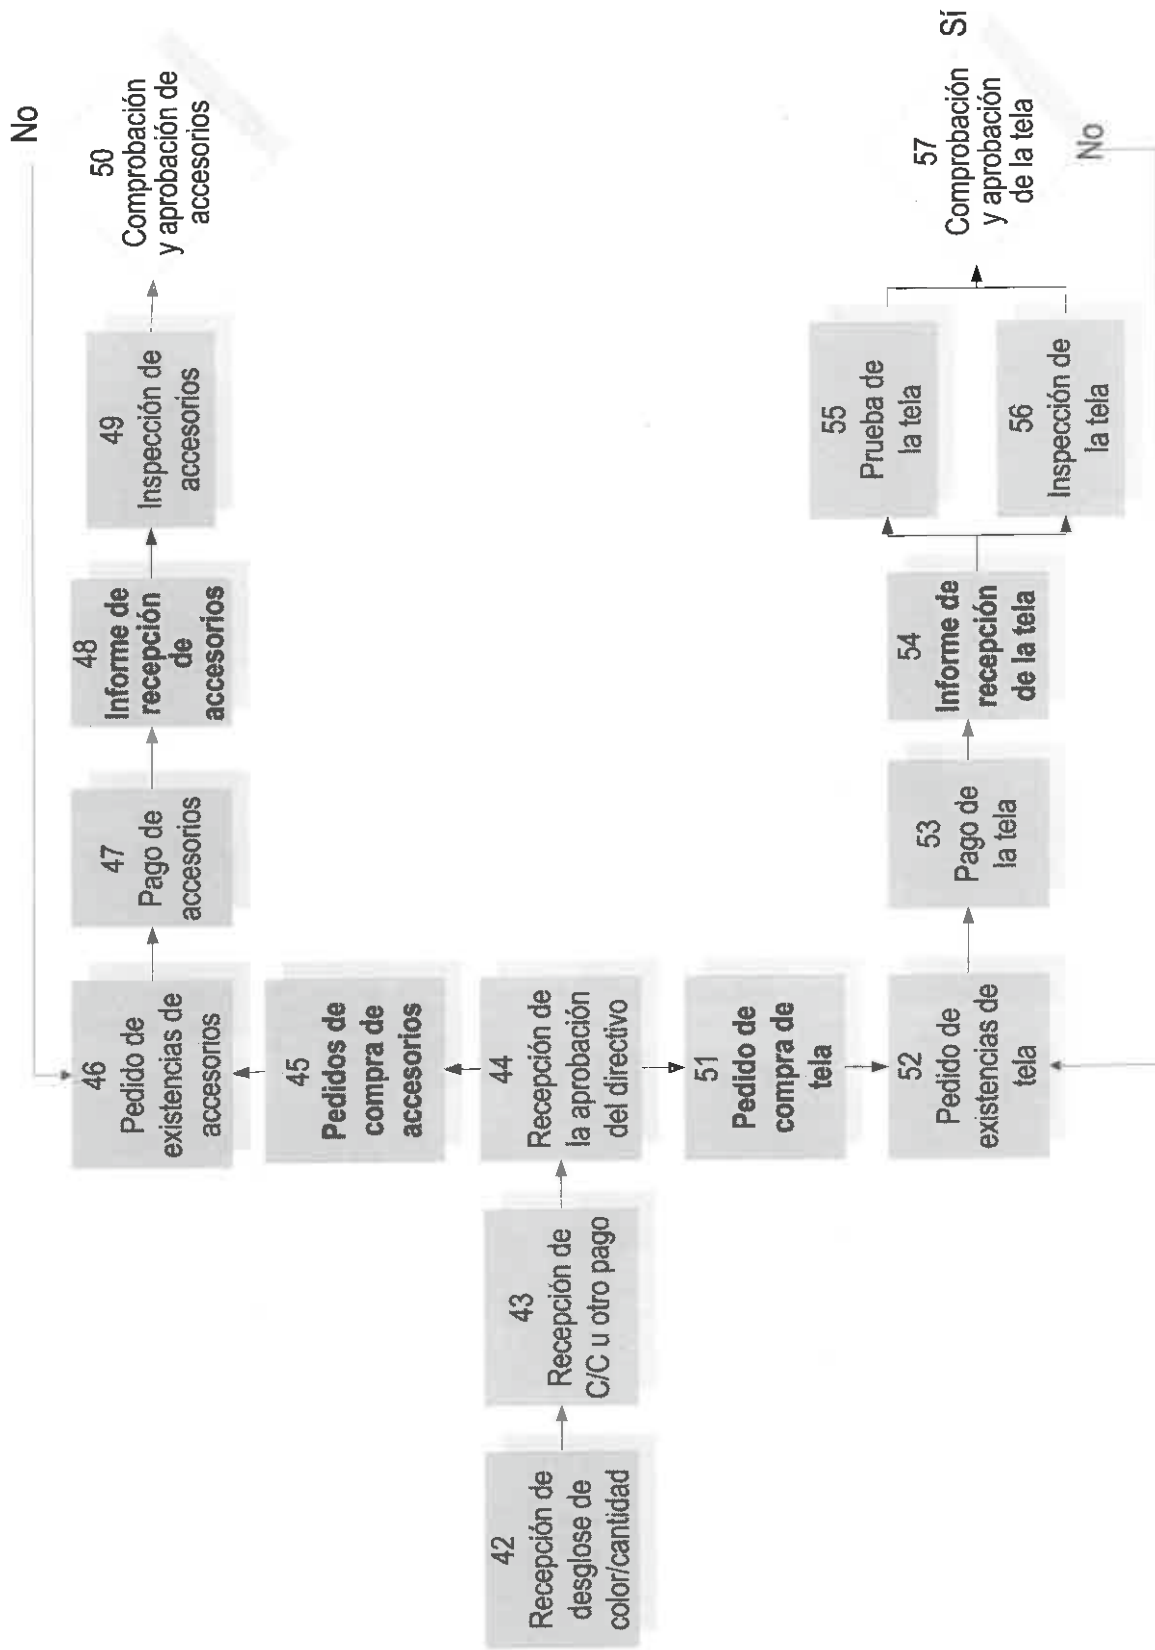 42
Recepción de
desglose de
color/cantidad
43
Recepción de
C/C u otro pago
44
Recepción de
la aprobación
del directivo
45
Pedidos de
compra de
accesorios
46
Pedido de
existencias de
accesorios
47
Pago de
accesorios
48
Informe de
recepción
de
accesorios
49
Inspección de
accesorios
50
Comprobación
y aprobación de
accesorios
No
51
Pedido de
compra de
tela
52
Pedido de
existencias de
tela
53
Pago de
la tela
54
Informe de
recepción
de la tela
55
Prueba de
la tela
56
Inspección de
la tela
57
Comprobación
y aprobación
de la tela
Sí
No